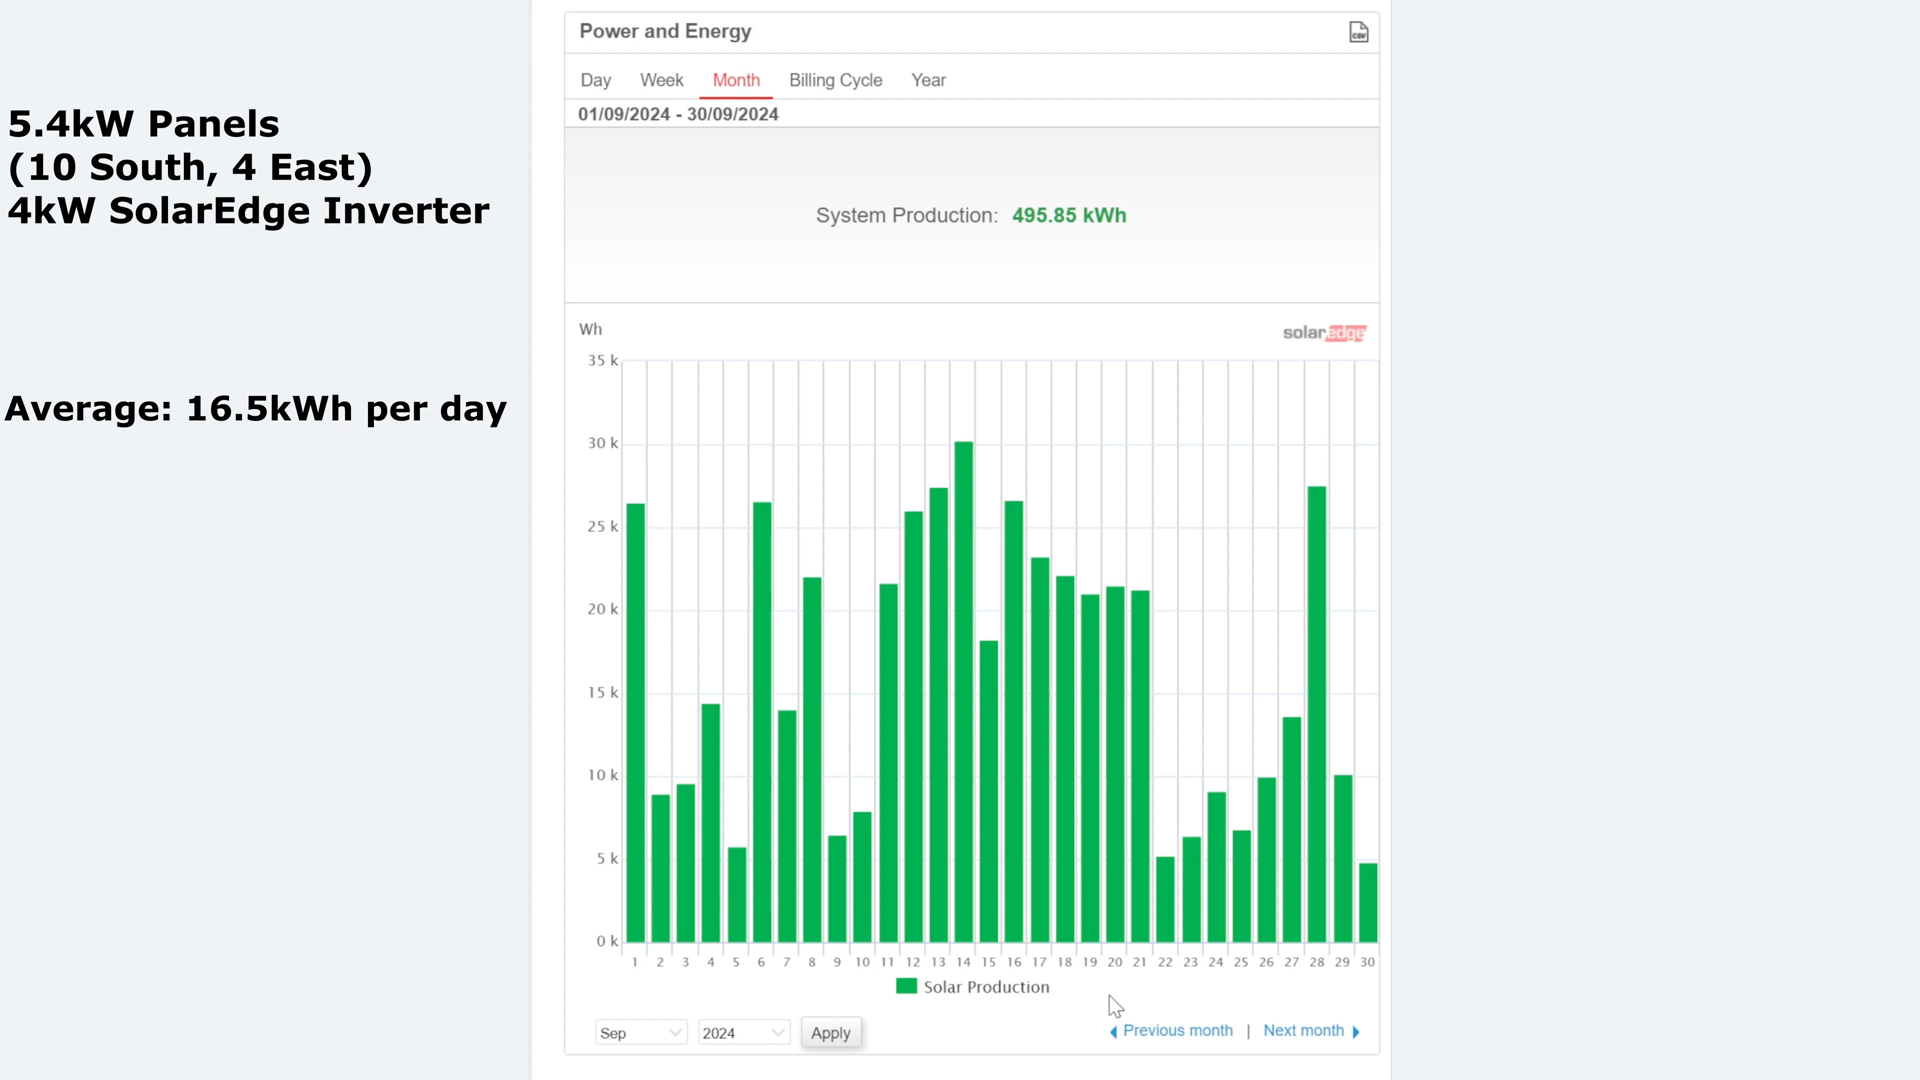 Power and Energy
CSV
Day Week Month Billing Cycle Year
01/09/2024 - 30/09/2024
5.4kW Panels
(10 South, 4 East)
4kW SolarEdge Inverter
System Production: 495.85 kWh
Average: 16.5kWh per day
Wh
solaredge
35 k
30 k
25 k
20 k
15 k
10 k
5 k
0 k
1 2 3 4 5 6 7 8 9 10 11 12 13 14 15 16 17 18 19 20 21 22 23 24 25 26 27 28 29 30
Solar Production
Sep 2024 Apply Previous month | Next month